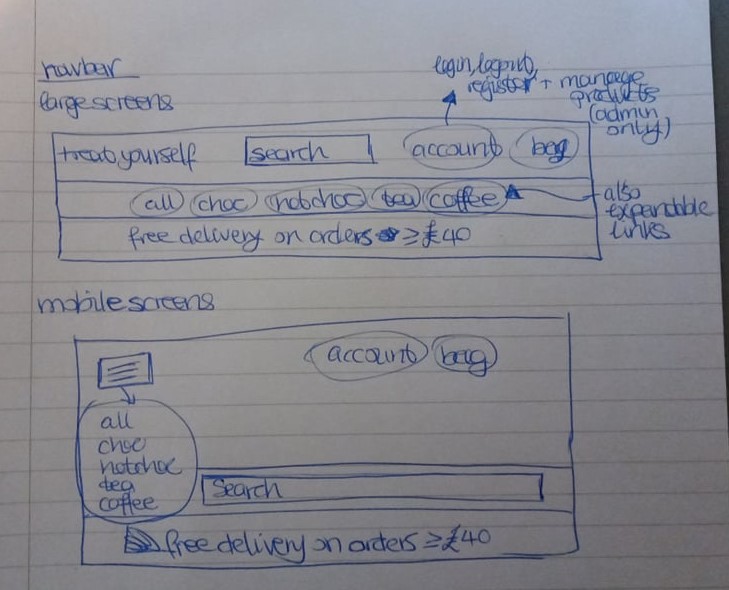 navbar
large screens
login, logout,
register + manage
products
(admin
only)
treat yourself search account bag
all choc hotchoc tea coffee
also
expandable
links
free delivery on orders ≥ £40
mobile screens
account bag
all
choc
hotchoc
tea
coffee
Search
free delivery on orders ≥ £40